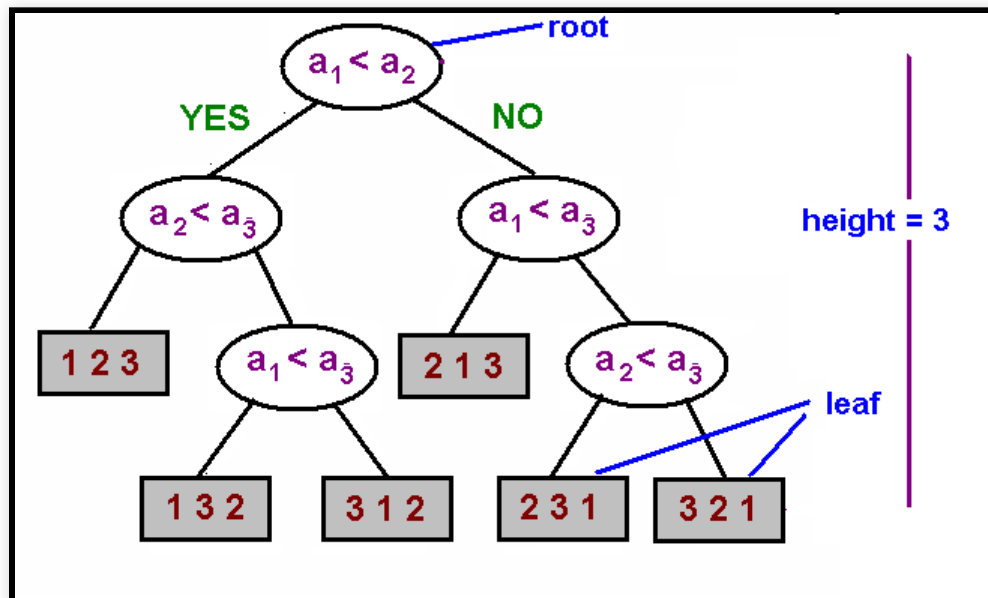 root
a₁ < a₂
YES NO
a₂ < a₃ a₁ < a₃
height = 3
1 2 3 a₁ < a₃ 2 1 3 a₂ < a₃
leaf
1 3 2 3 1 2 2 3 1 3 2 1